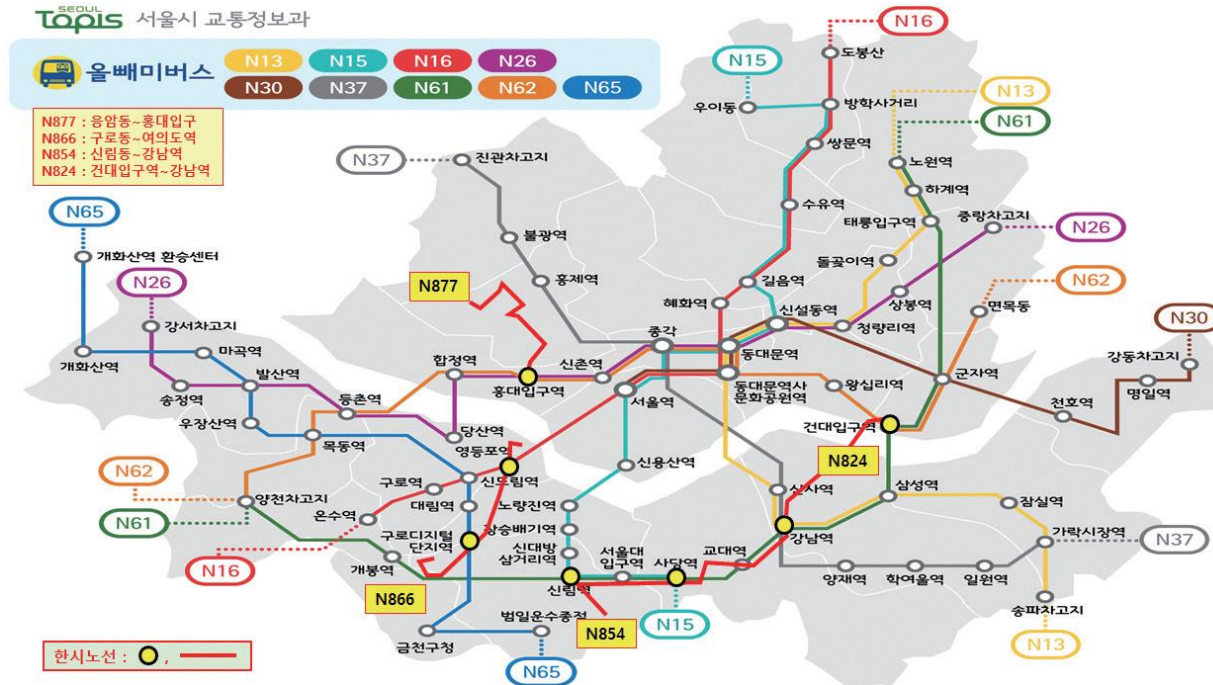 SEOUL
Topis 서울시 교통정보과
올빼미버스
N13 N15 N16 N26
N30 N37 N61 N62 N65
N877 : 응암동~홍대입구
N866 : 구로동~여의도역
N854 : 신림동~강남역
N824 : 건대입구역~강남역
N16
도봉산
N15
우이동
방학사거리
N13
N61
쌍문역
노원역
하계역
N37
진관차고지
수유역
태릉입구역
중랑차고지
N65
N26
개화산역 환승센터
불광역
돌곶이역
N26
홍제역
길음역
상봉역
N62
면목동
N877
혜화역
신설동역
청량리역
N30
강서차고지
종각
동대문역
강동차고지
개화산역
마곡역
합정역
신촌역
군자역
명일역
송정역
발산역
등촌역
홍대입구역
서울역
동대문역사
문화공원역
왕십리역
천호역
우장산역
목동역
당산역
영등포역
건대입구역
N824
N62
양천차고지
구로역
신도림역
신용산역
신사역
삼성역
잠실역
N61
온수역
대림역
노량진역
강남역
가락시장역
N37
N16
구로디지털
단지역
장승배기역
개봉역
신대방
삼거리역
서울대
입구역
사당역
교대역
양재역
학여울역
일원역
N866
신림역
송파차고지
범일운수종점
N854
N15
금천구청
N65
N13
한시노선 : ,